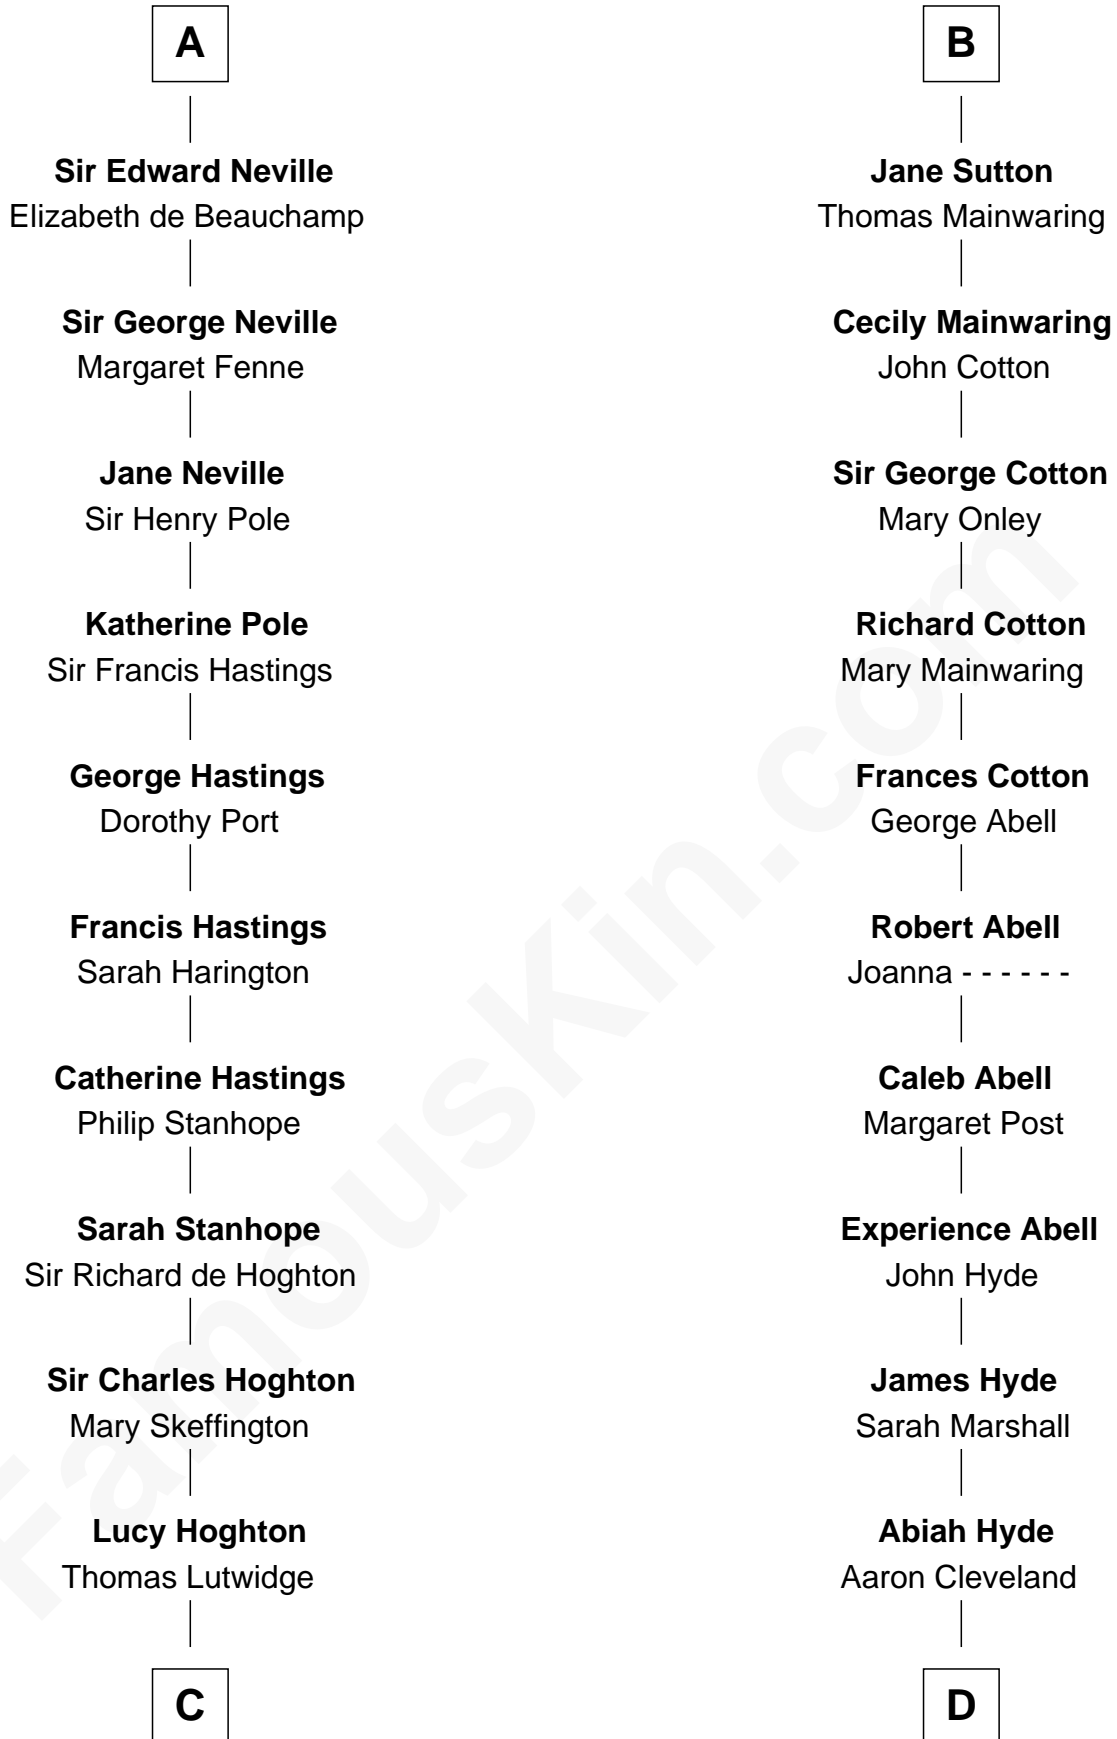 A
Sir Edward Neville
Elizabeth de Beauchamp
Sir George Neville
Margaret Fenne
Jane Neville
Sir Henry Pole
Katherine Pole
Sir Francis Hastings
George Hastings
Dorothy Port
Francis Hastings
Sarah Harington
Catherine Hastings
Philip Stanhope
Sarah Stanhope
Sir Richard de Hoghton
Sir Charles Hoghton
Mary Skeffington
Lucy Hoghton
Thomas Lutwidge
C
B
Jane Sutton
Thomas Mainwaring
Cecily Mainwaring
John Cotton
Sir George Cotton
Mary Onley
Richard Cotton
Mary Mainwaring
Frances Cotton
George Abell
Robert Abell
Joanna - - - - - -
Caleb Abell
Margaret Post
Experience Abell
John Hyde
James Hyde
Sarah Marshall
Abiah Hyde
Aaron Cleveland
D
FamousKin.com